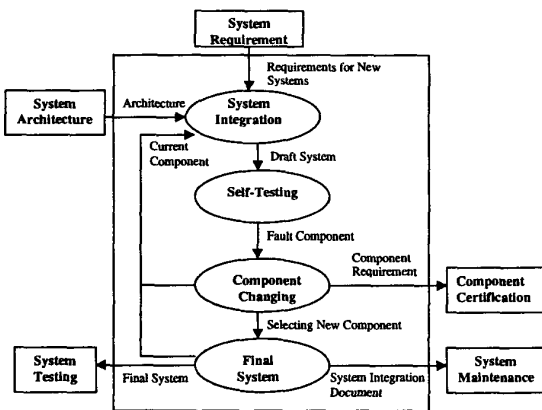 System
Requirement
Requirements for New
Systems
System
Architecture
Architecture
System
Integration
Current
Component
Draft System
Self-Testing
Fault Component
Component
Requirement
Component
Changing
Component
Certification
Selecting New Component
System
Testing
Final System
Final
System
System Integration
Document
System
Maintenance